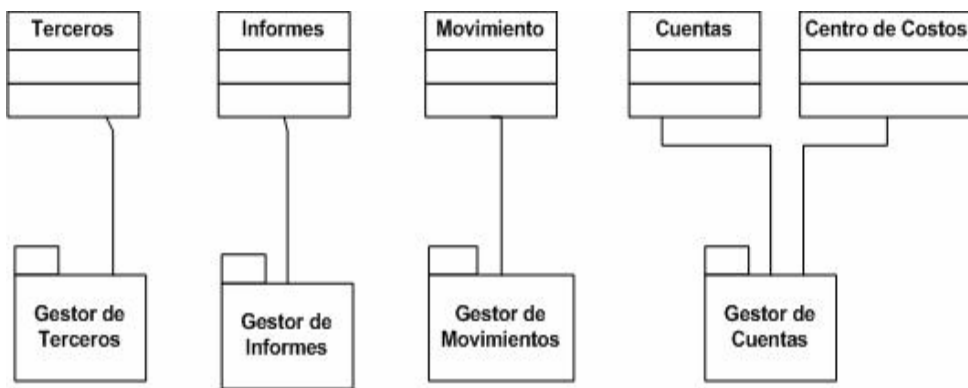 Terceros
Informes
Movimiento
Cuentas
Centro de Costos
Gestor de
Terceros
Gestor de
Informes
Gestor de
Movimientos
Gestor de
Cuentas